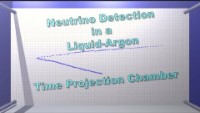 Neutrino Detection
in a
Liquid-Argon
Time Projection Chamber